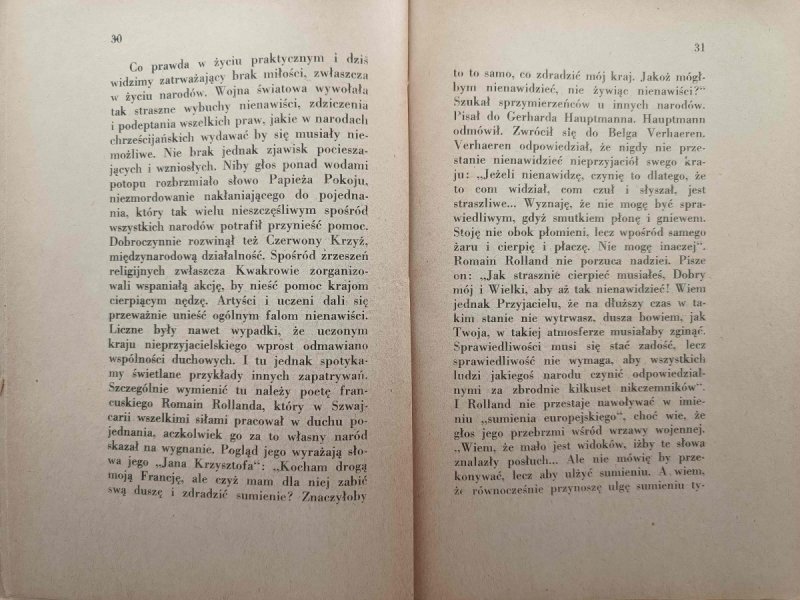 30
Co prawda w życiu praktycznym i dziś
widzimy zatrważający brak miłości, zwłaszcza
w życiu narodów. Wojna światowa wywołała
tak straszne wybuchy nienawiści, zdziczenia
i podeptania wszelkich praw, jakie w narodach
chrześcijańskich wydawać by się musiały nie-
możliwe. Nie brak jednak zjawisk pociesza-
jących i wzniosłych. Niby głos ponad wodami
potopu rozbrzmiało słowo Papieża Pokoju,
niezmordowanie nakłaniającego do pojedna-
nia, który tak wielu nieszczęśliwym spośród
wszystkich narodów potrafił przynieść pomoc.
Dobroczynnie rozwinął też Czerwony Krzyż,
międzynarodową działalność. Spośród zrzeszeń
religijnych zwłaszcza Kwakrowie zorganizo-
wali wspaniałą akcję, by nieść pomoc krajom
cierpiącym nędzę. Artyści i uczeni dali się
przeważnie unieść ogólnym falom nienawiści.
Liczne były nawet wypadki, że uczonym
kraju nieprzyjacielskiego wprost odmawiano
wspólności duchowych. I tu jednak spotyka-
my świetlane przykłady innych zapatrywań.
Szczególnie wymienić tu należy poetę fran-
cuskiego Romain Rollanda, który w Szwaj-
carii wszelkimi siłami pracował w duchu po-
jednania, aczkolwiek go za to własny naród
skazał na wygnanie. Pogląd jego wyrażają sło-
wa jego „Jana Krzysztofa“: „Kocham drogą
moją Francję, ale czyż mam dla niej zabić
swą duszę i zdradzić sumienie? Znaczyłoby
31
to to samo, co zdradzić mój kraj. Jakoż mógł-
bym nienawidzieć, nie żywiąc nienawiści?“
Szukał sprzymierzeńców u innych narodów.
Pisał do Gerharda Hauptmanna. Hauptmann
odmówił. Zwrócił się do Belga Verhaeren.
Verhaeren odpowiedział, że nigdy nie prze-
stanie nienawidzieć nieprzyjaciół swego kra-
ju: „Jeżeli nienawidzę, czynię to dlatego, że
to com widział, com czuł i słyszał, jest
straszliwe... Wyznaję, że nie mogę być spra-
wiedliwym, gdyż smutkiem płonę i gniewem.
Stoję nie obok płomieni, lecz wpośród samego
żaru i cierpię i płaczę. Nie mogę inaczej“.
Romain Rolland nie porzuca nadziei. Pisze
on: „Jak strasznie cierpieć musiałeś, Dobry
mój i Wielki, aby aż tak nienawidzieć! Wiem
jednak Przyjacielu, że na dłuższy czas w ta-
kim stanie nie wytrwasz, dusza bowiem, jak
Twoja, w takiej atmosferze musiałaby zginąć.
Sprawiedliwości musi się stać zadość, lecz
sprawiedliwość nie wymaga, aby wszystkich
ludzi jakiegoś narodu czynić odpowiedzial-
nymi za zbrodnie kilkuset nikczemników“.
I Rolland nie przestaje nawoływać w imie-
niu „sumienia europejskiego“, choć wie, że
głos jego przebrzmi wśród wrzawy wojennej.
„Wiem, że mało jest widoków, iżby te słowa
znalazły posłuch... Ale nie mówię by prze-
konywać, lecz aby ulżyć sumieniu. A wiem,
że równocześnie przynoszę ulgę sumieniu ty-